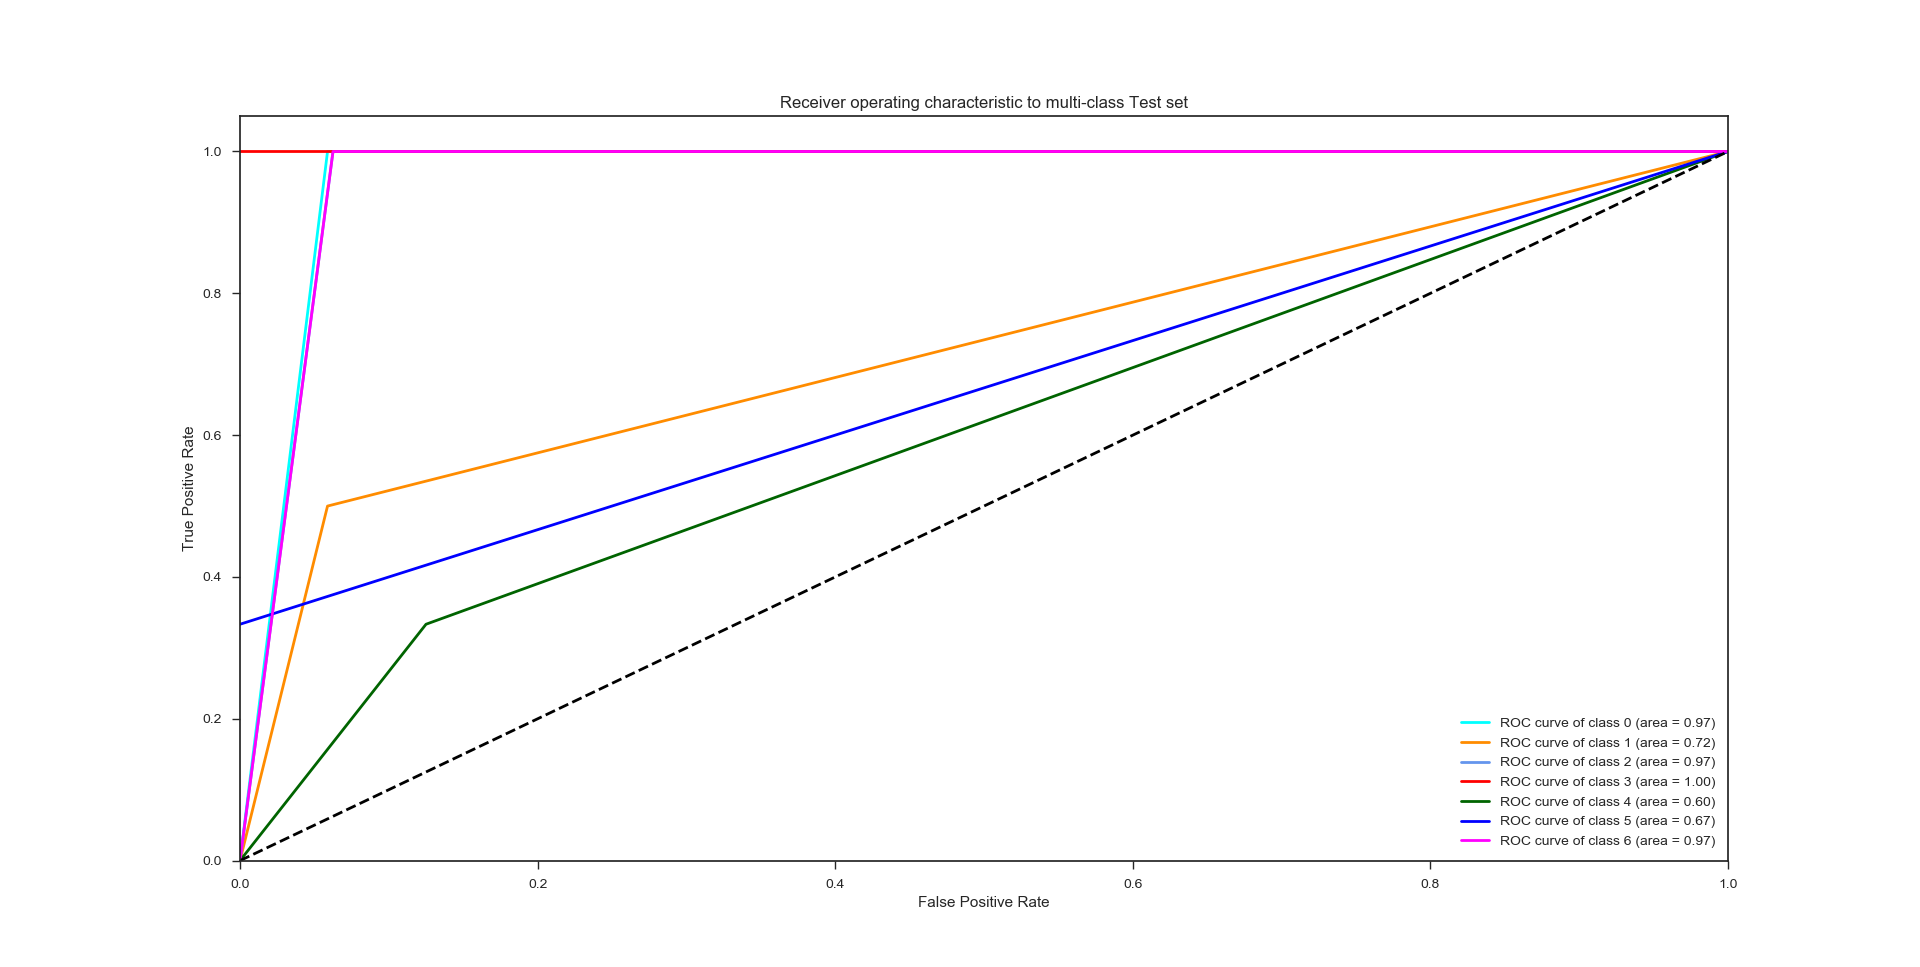 Receiver operating characteristic to multi-class Test set
1.0
0.8
0.6
0.4
0.2
0.0
True Positive Rate
ROC curve of class 0 (area = 0.97)
ROC curve of class 1 (area = 0.72)
ROC curve of class 2 (area = 0.97)
ROC curve of class 3 (area = 1.00)
ROC curve of class 4 (area = 0.60)
ROC curve of class 5 (area = 0.67)
ROC curve of class 6 (area = 0.97)
0.0 0.2 0.4 0.6 0.8 1.0
False Positive Rate